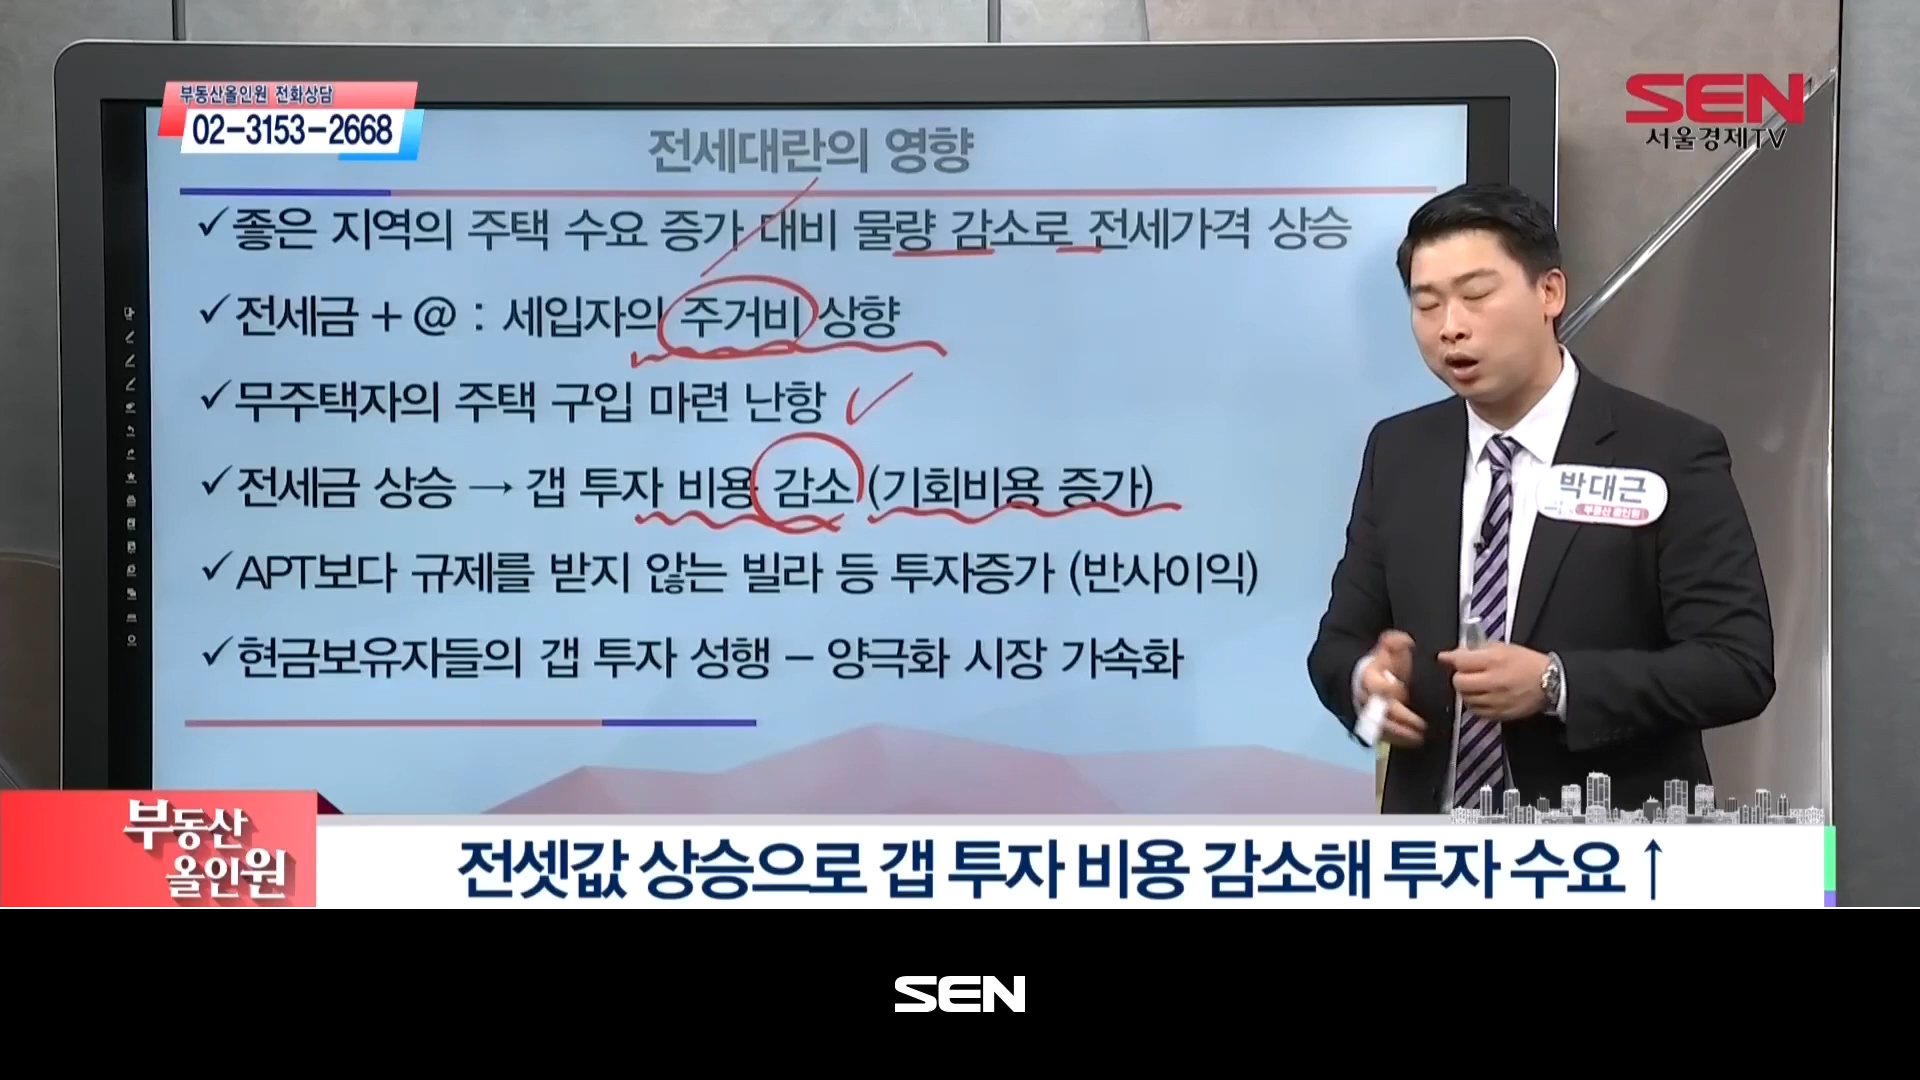 부동산올인원 전화상담
02-3153-2668
SEN
서울경제TV
전세대란의 영향
✓좋은 지역의 주택 수요 증가 대비 물량 감소로 전세가격 상승
✓전세금 + @ : 세입자의 주거비 상향
✓무주택자의 주택 구입 마련 난항
✓전세금 상승 → 갭 투자 비용 감소 (기회비용 증가)
✓APT보다 규제를 받지 않는 빌라 등 투자증가 (반사이익)
✓현금보유자들의 갭 투자 성행 – 양극화 시장 가속화
박대근
부동산 올인원
부동산
올인원
전셋값 상승으로 갭 투자 비용 감소해 투자 수요↑
SEN